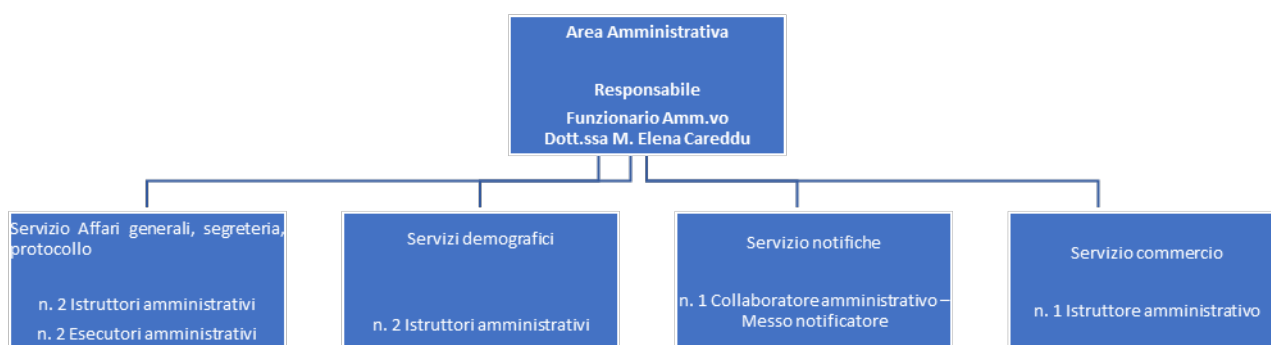 Area Amministrativa
Responsabile
Funzionario Amm.vo
Dott.ssa M. Elena Careddu
Servizio Affari generali, segreteria,
protocollo
n. 2 Istruttori amministrativi
n. 2 Esecutori amministrativi
Servizi demografici
n. 2 Istruttori amministrativi
Servizio notifiche
n. 1 Collaboratore amministrativo –
Messo notificatore
Servizio commercio
n. 1 Istruttore amministrativo